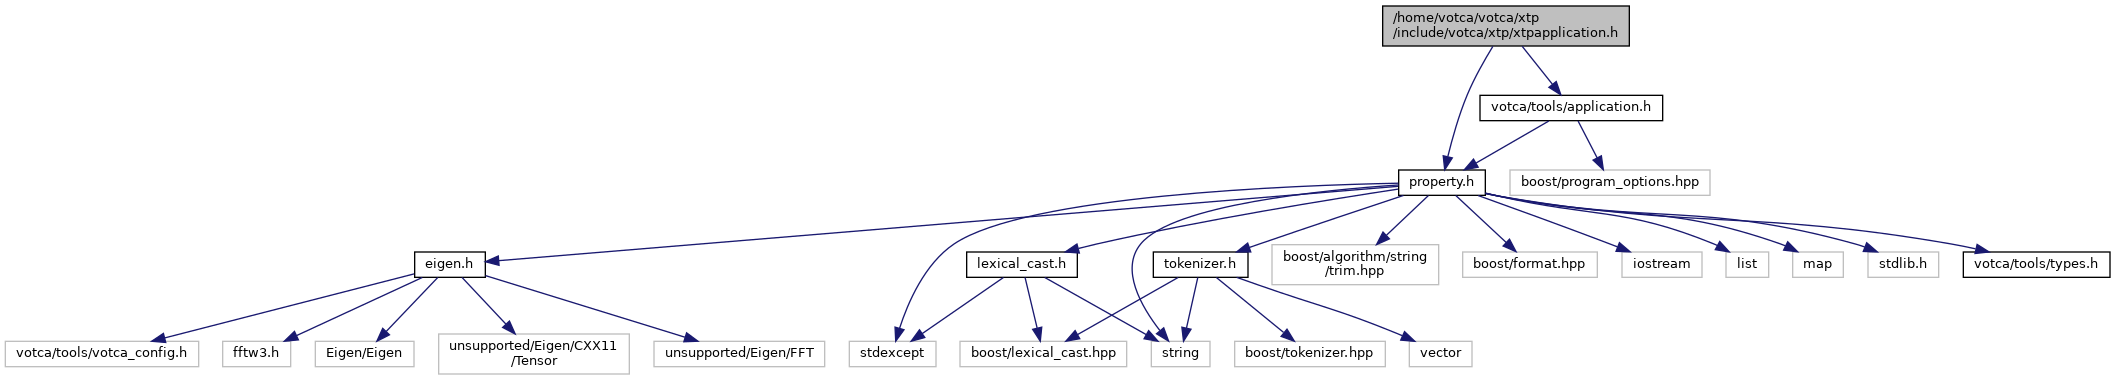 /home/votca/votca/xtp
/include/votca/xtp/xtpapplication.h
votca/tools/application.h
property.h
boost/program_options.hpp
eigen.h
lexical_cast.h
tokenizer.h
boost/algorithm/string
/trim.hpp
boost/format.hpp
iostream
list
map
stdlib.h
votca/tools/types.h
votca/tools/votca_config.h
fftw3.h
Eigen/Eigen
unsupported/Eigen/CXX11
/Tensor
unsupported/Eigen/FFT
stdexcept
boost/lexical_cast.hpp
string
boost/tokenizer.hpp
vector